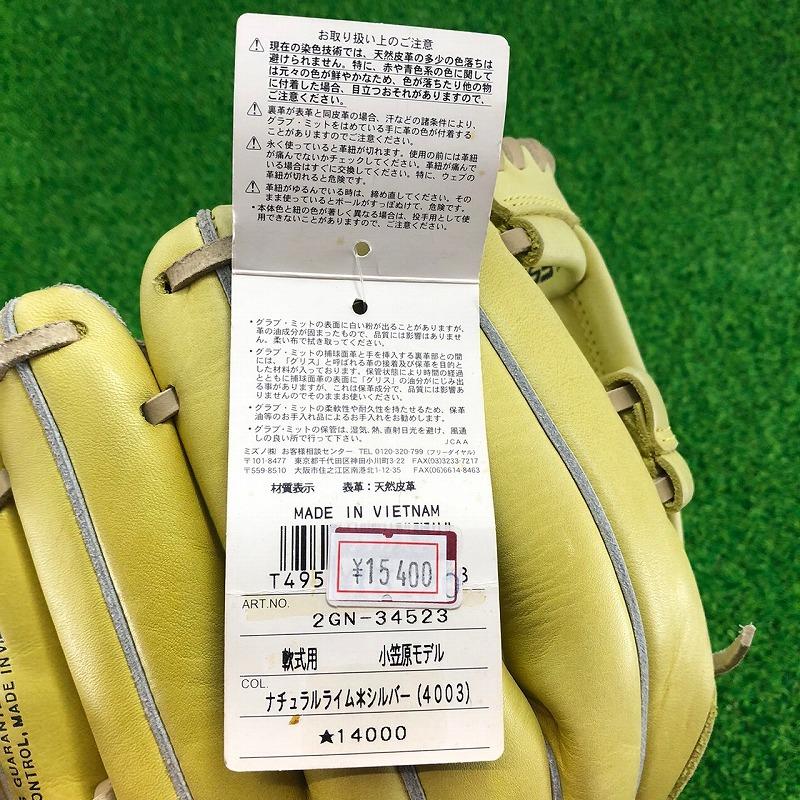 お取り扱い上のご注意
現在の染色技術では、天然皮革の多少の色落ちは
避けられません。特に、赤や青色系の色に関して
は元々の色が鮮やかなため、色が落ちたり他の物
に付着した場合、目立つおそれがありますので、
ご注意ください。
裏革が表革と同皮革の場合、汗などの諸条件により、
グラブ・ミットをはめている手に革の色が付着する
ことがありますのでご注意ください。
永く使っていると革紐が切れます。使用の前には革紐
が痛んでないかチェックしてください。革紐が痛んで
いる場合はすぐに交換してください。特に、ウェブの
革紐が切れると危険です。
革紐がゆるんでいる時は、締め直してください。その
まま使っているとボールがすっぽぬけて、危険です。
・本体色と紐の色が著しく異なる場合は、投手用として使
用できないことがありますが、ご注意ください。
・グラブ・ミットの表面に白い粉が出ることがありますが、
革の油成分が固まったもので、品質には影響はありませ
ん。柔い布で拭き取ってください。
・グラブ・ミットの捕球面革と手を挿入する裏革部との間
には、「グリス」と呼ばれる革の接着及び保革を目的と
した材料が入っております。保管状態により時間の経過
とともに捕球面革の表面に「グリス」の油分がにじみ出
る事がありますが、これは保革成分で、品質には影響あ
りませんのでそのままお使いください。
・グラブ・ミットの柔軟性や耐久性を持たせるため、保革
油等のお手入れ品によるお手入れをお勧めします。
・グラブ・ミットの保管は、湿気、熱、直射日光を避け、風通
しの良い所で行って下さい。
JCAA
ミズノ㈱ お客様相談センター TEL 0120-320-799 (フリーダイヤル)
〒101-8477 東京都千代田区神田小川町3-22 FAX(03)3233-7217
〒559-8510 大阪市住之江区南港北1-12-35 FAX(06)6614-8463
材質表示 表革：天然皮革
MADE IN VIETNAM
¥15400
T495
ART.NO.
2GN-34523
軟式用 小笠原モデル
COL.
ナチュラルライム＊シルバー(4003)
★14000
CONTROL, MADE IN VIE